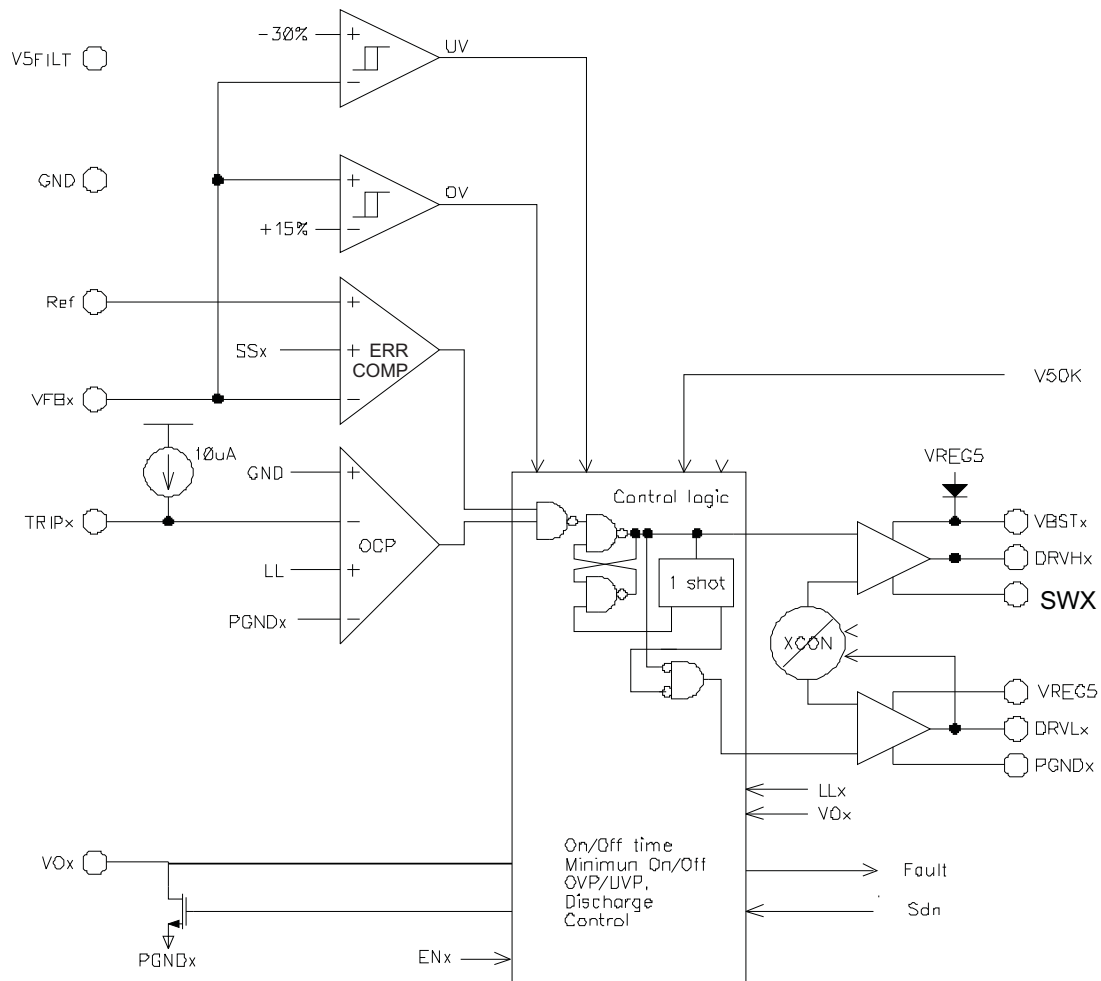 -30%
+
UV
V5FILT
-
GND
+
OV
+15%
-
Ref
+
SSx
+
ERR
COMP
VFBx
-
V5OK
10uA
GND
+
VREG5
Control logic
TRIPx
-
VBSTx
OCP
DRVHx
LL
+
1 shot
SWX
PGNDx
-
XCON
VREG5
DRVLx
PGNDx
LLx
VOx
On/Off time
Minimun On/Off
OVP/UVP,
Discharge
Control
VOx
Fault
Sdn
PGNDx
ENx